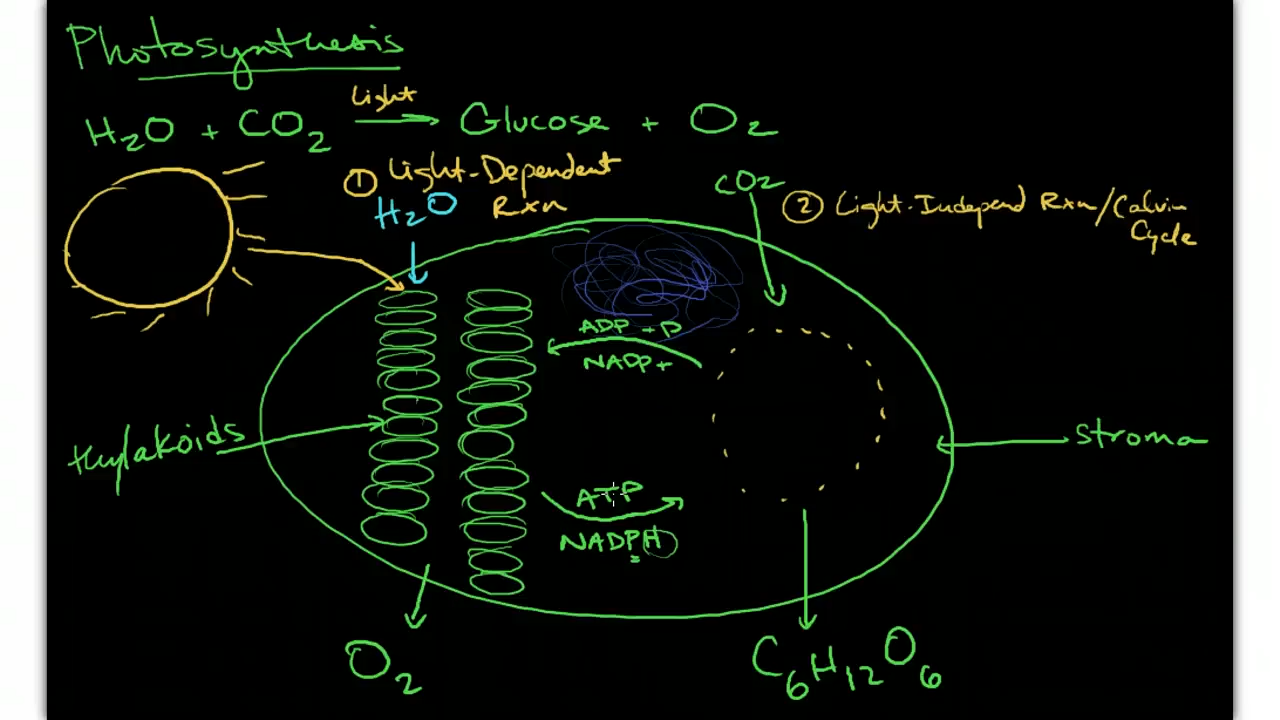 Photosynthesis
Light
H2O + CO2 → Glucose + O2
① Light-Dependent
Rxn
H2O
CO2
② Light-Independ Rxn/Calvin
Cycle
ADP + P
NADP+
thylakoids
stroma
ATP
NADPH
O2
C6H12O6